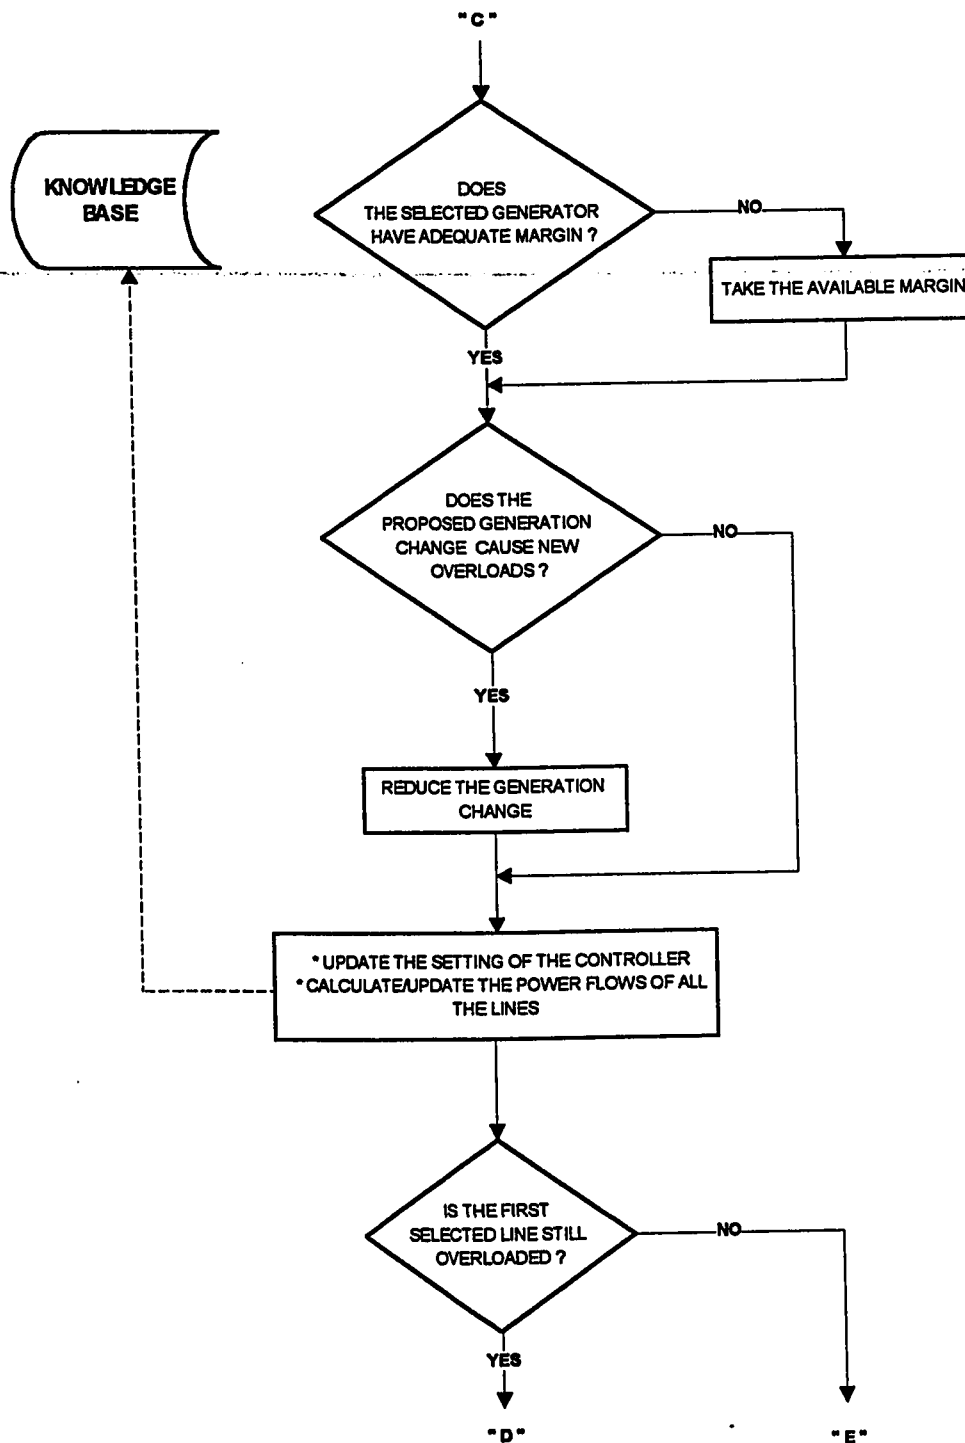 "C"
KNOWLEDGE
BASE
DOES
THE SELECTED GENERATOR
HAVE ADEQUATE MARGIN ?
NO
TAKE THE AVAILABLE MARGIN
YES
DOES THE
PROPOSED GENERATION
CHANGE CAUSE NEW
OVERLOADS ?
NO
YES
REDUCE THE GENERATION
CHANGE
* UPDATE THE SETTING OF THE CONTROLLER
* CALCULATE/UPDATE THE POWER FLOWS OF ALL
THE LINES
IS THE FIRST
SELECTED LINE STILL
OVERLOADED ?
NO
YES
"D"
"E"